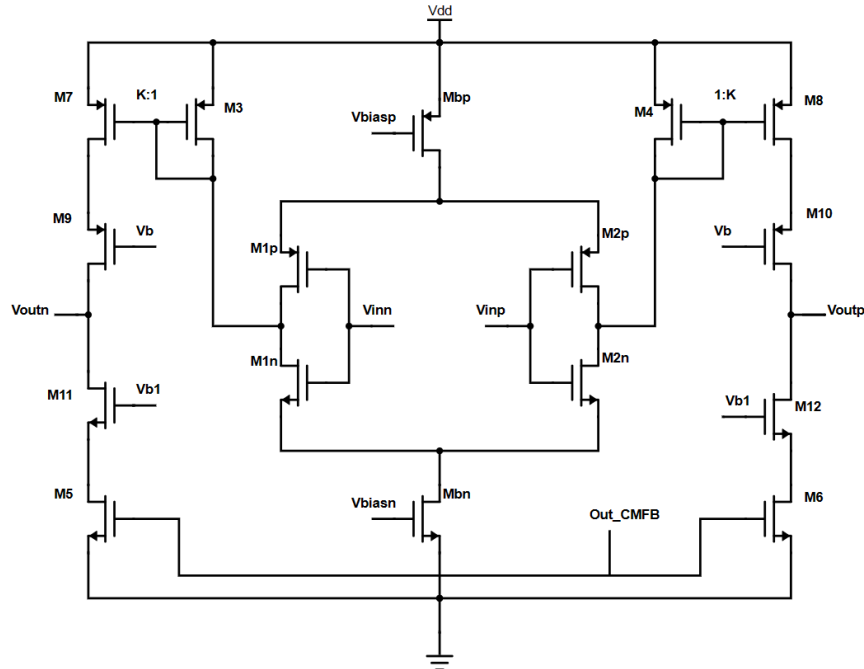 Vdd
M7
K:1
M3
Mbp
Vbiasp
M4
1:K
M8
M9
Vb
M1p
M2p
Vb
M10
Voutn
Vinn
Vinp
Voutp
M1n
M2n
M11
Vb1
Vb1
M12
M5
Vbiasn
Mbn
Out_CMFB
M6